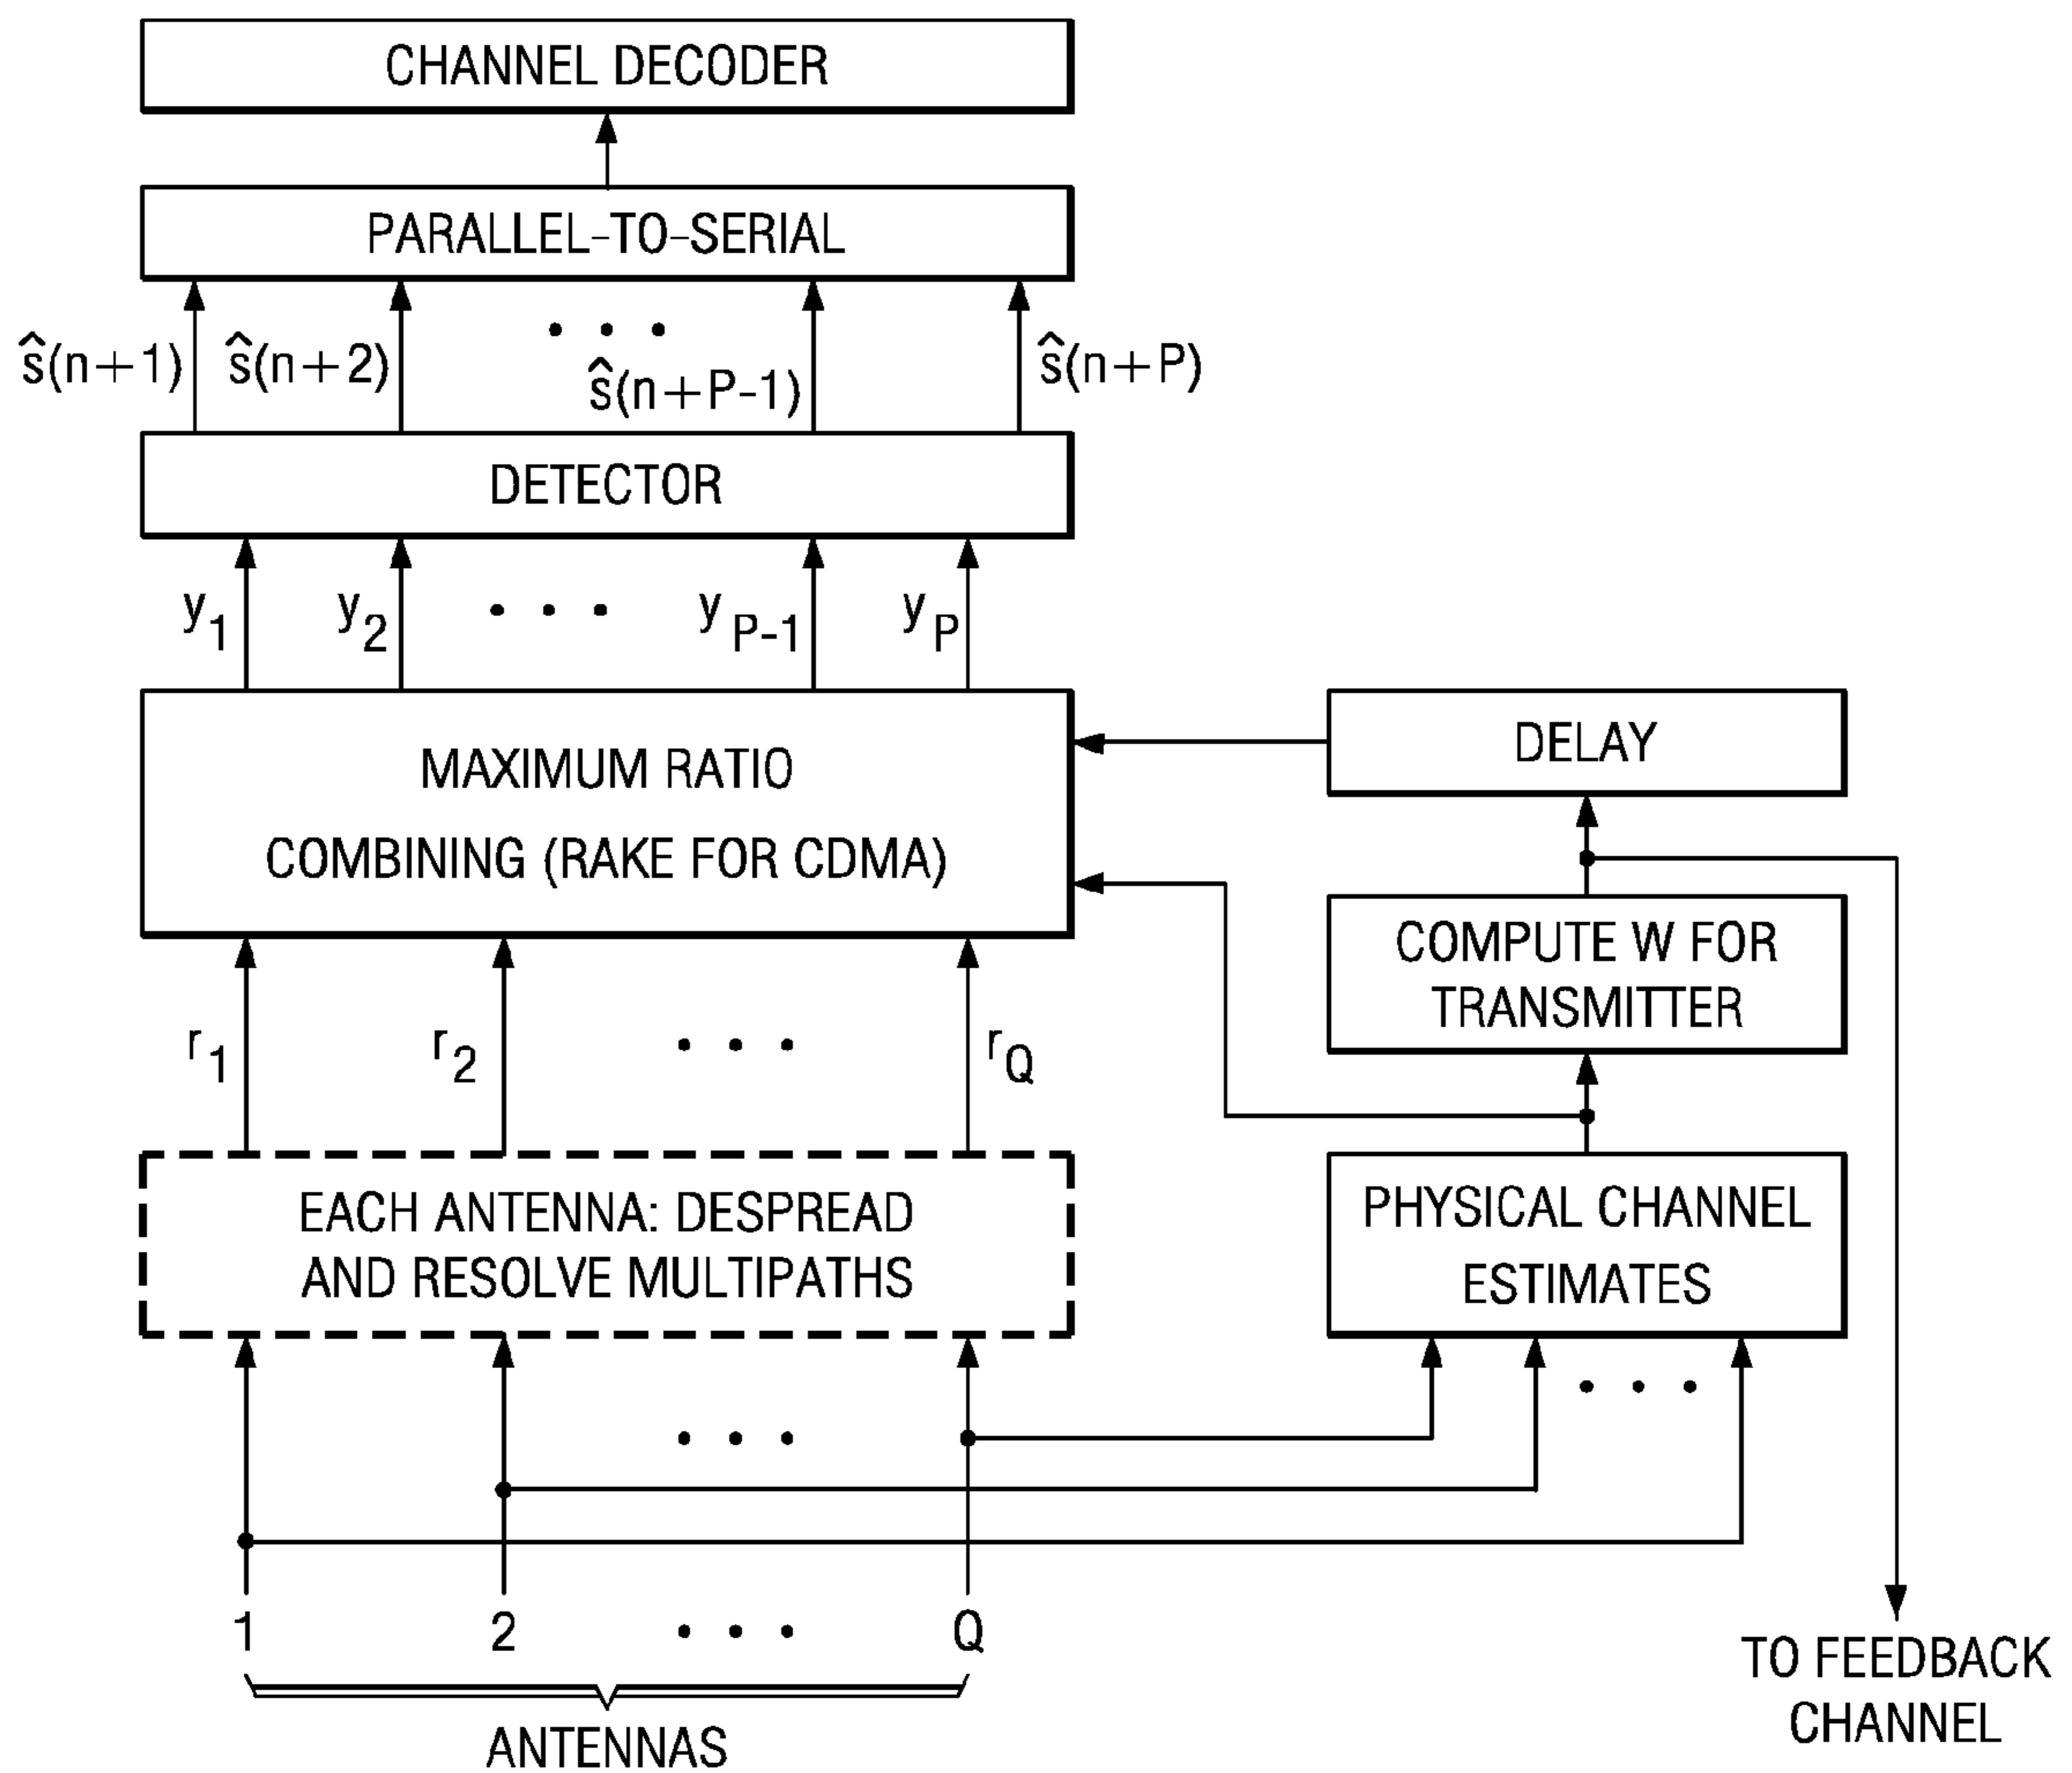 CHANNEL DECODER
PARALLEL-TO-SERIAL
ŝ(n+1) ŝ(n+2) • • • ŝ(n+P-1) ŝ(n+P)
DETECTOR
y1 y2 • • • yP-1 yP
MAXIMUM RATIO
COMBINING (RAKE FOR CDMA)
DELAY
COMPUTE W FOR
TRANSMITTER
r1 r2 • • • rQ
EACH ANTENNA: DESPREAD
AND RESOLVE MULTIPATHS
PHYSICAL CHANNEL
ESTIMATES
• • •
• • •
1 2 • • • Q
ANTENNAS
TO FEEDBACK
CHANNEL